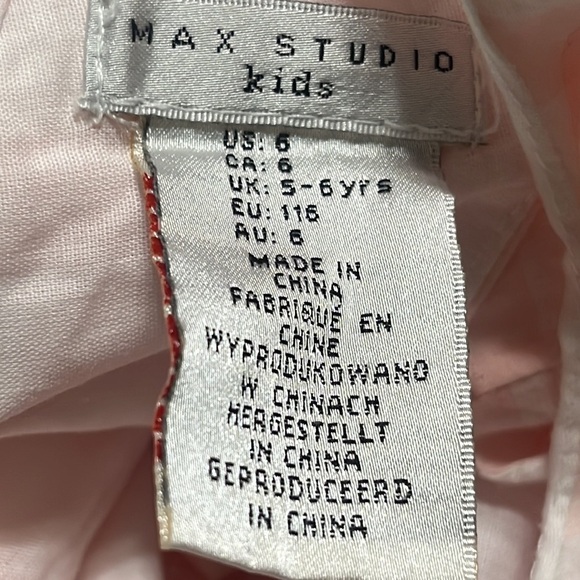 MAX STUDIO
kids
US: 6
CA: 6
UK: 5-6yrs
EU: 116
AU: 6
MADE IN
CHINA
FABRIQUÉ EN
CHINE
WYPRODUKOWANO
W CHINACH
HERGESTELLT
IN CHINA
GEPRODUCEERD
IN CHINA